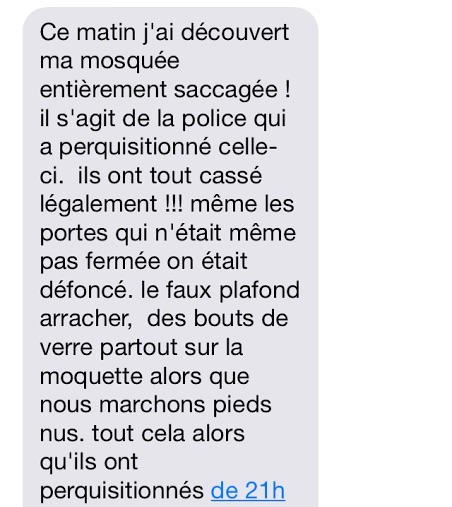 Ce matin j'ai découvert
ma mosquée
entièrement saccagée !
il s'agit de la police qui
a perquisitionné celle-
ci.  ils ont tout cassé
légalement !!! même les
portes qui n'était même
pas fermée on était
défoncé. le faux plafond
arracher,  des bouts de
verre partout sur la
moquette alors que
nous marchons pieds
nus. tout cela alors
qu'ils ont
perquisitionnés de 21h